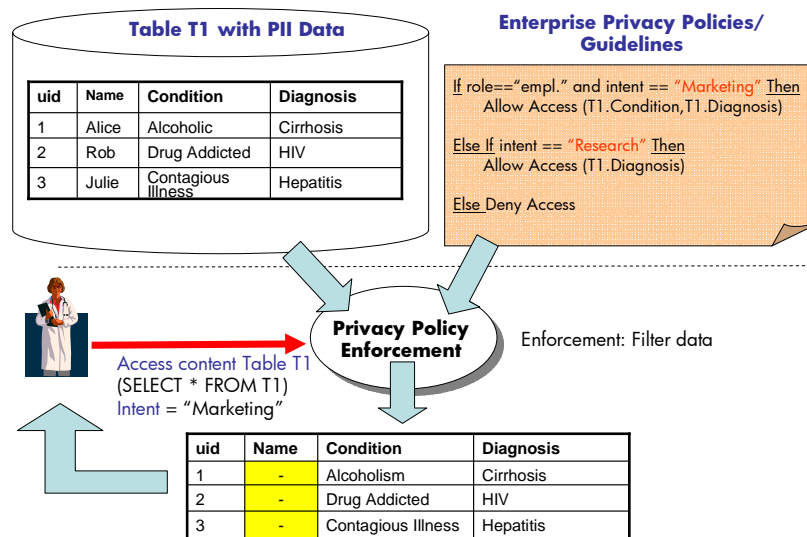 Table T1 with PII Data
uid Name Condition Diagnosis
1 Alice Alcoholic Cirrhosis
2 Rob Drug Addicted HIV
3 Julie Contagious Illness Hepatitis
Enterprise Privacy Policies/
Guidelines
If role=="empl." and intent == "Marketing" Then
Allow Access (T1.Condition,T1.Diagnosis)
Else If intent == "Research" Then
Allow Access (T1.Diagnosis)
Else Deny Access
Privacy Policy
Enforcement
Enforcement: Filter data
Access content Table T1
(SELECT * FROM T1)
Intent = "Marketing"
uid Name Condition Diagnosis
1 - Alcoholism Cirrhosis
2 - Drug Addicted HIV
3 - Contagious Illness Hepatitis